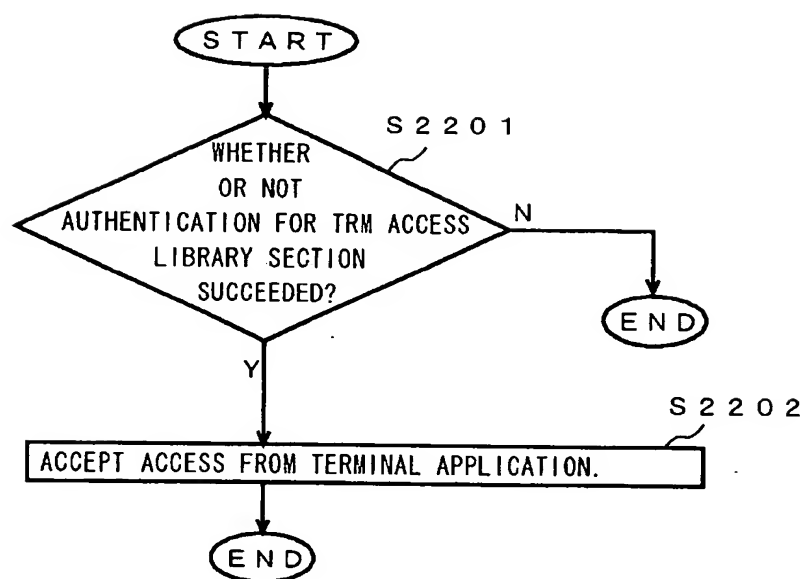 START
S2201
WHETHER
OR NOT
AUTHENTICATION FOR TRM ACCESS
LIBRARY SECTION
SUCCEEDED?
N
END
Y
S2202
ACCEPT ACCESS FROM TERMINAL APPLICATION.
END